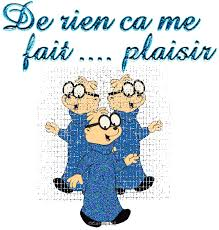 De rien ca me
fait .... plaisir